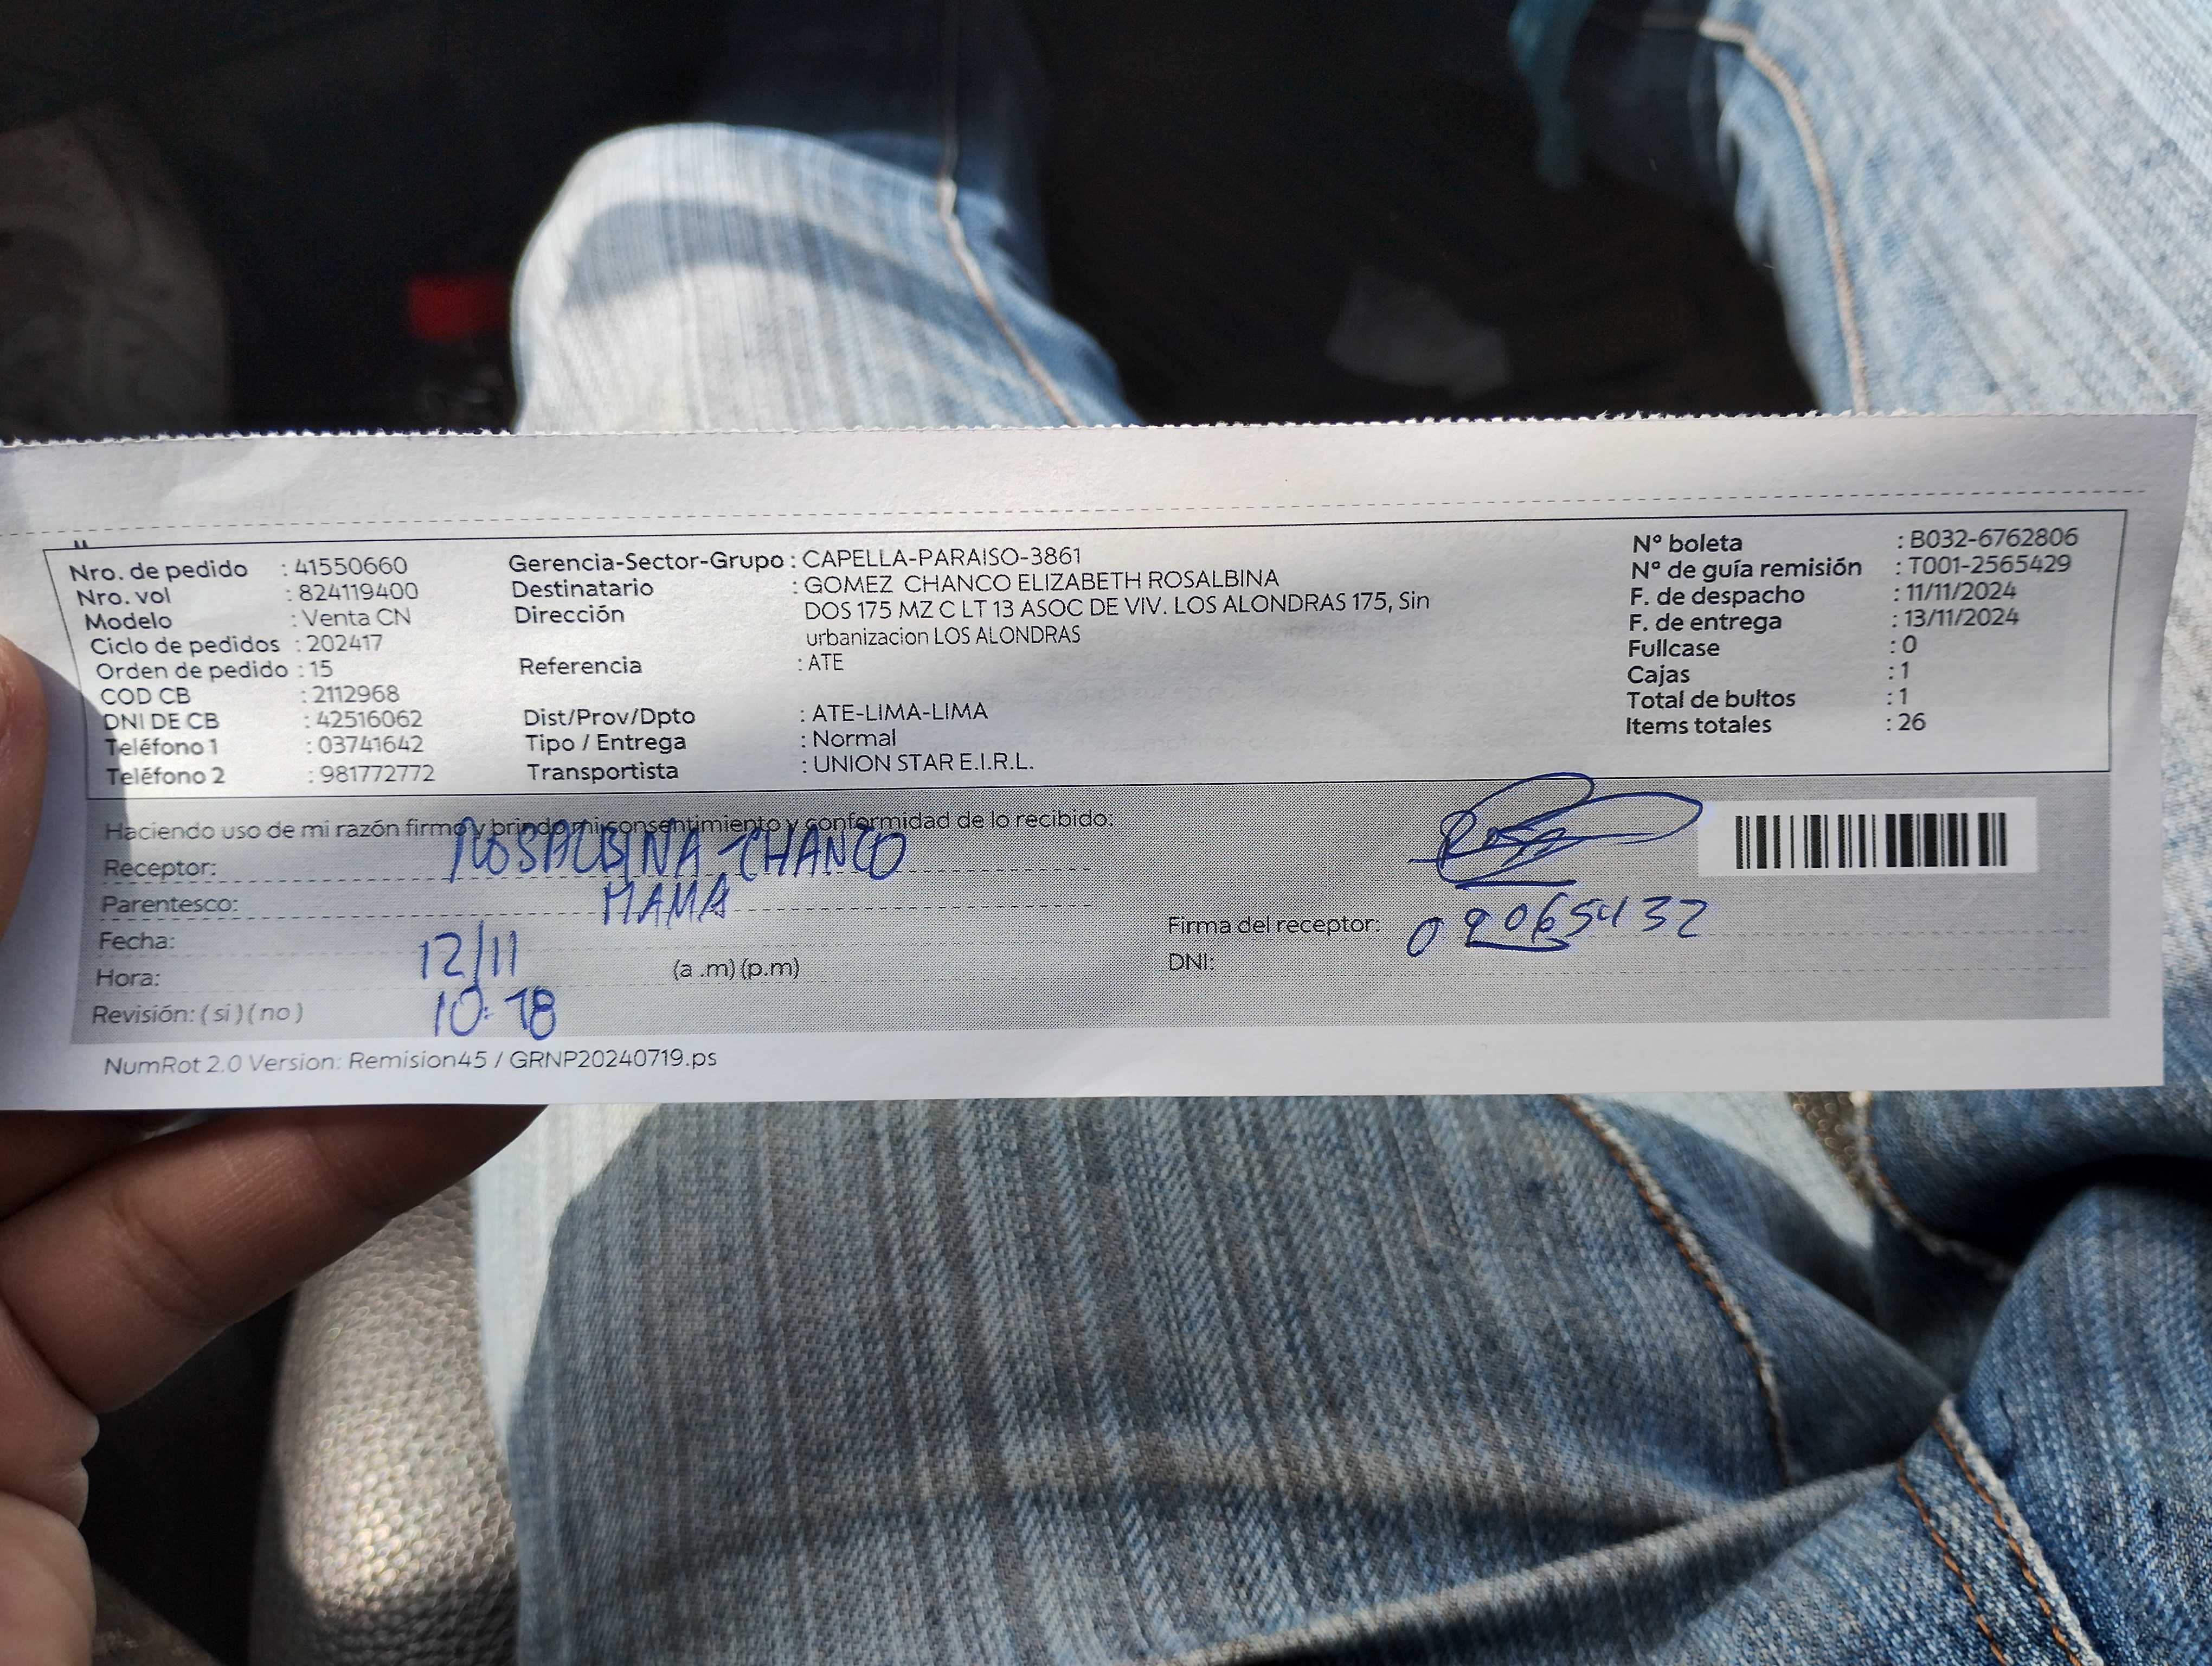 Nro. de pedido : 41550660
Nro. vol : 824119400
Modelo : Venta CN
Ciclo de pedidos : 202417
Orden de pedido : 15
COD CB : 2112968
DNI DE CB : 42516062
Teléfono 1 : 03741642
Teléfono 2 : 981772772
Gerencia-Sector-Grupo : CAPELLA-PARAISO-3861
Destinatario : GOMEZ CHANCO ELIZABETH ROSALBINA
Dirección DOS 175 MZ C LT 13 ASOC DE VIV. LOS ALONDRAS 175, Sin
urbanizacion LOS ALONDRAS
Referencia : ATE
Dist/Prov/Dpto : ATE-LIMA-LIMA
Tipo / Entrega : Normal
Transportista : UNION STAR E.I.R.L.
Nº boleta : B032-6762806
Nº de guía remisión : T001-2565429
F. de despacho : 11/11/2024
F. de entrega : 13/11/2024
Fullcase : 0
Cajas : 1
Total de bultos : 1
Items totales : 26
Haciendo uso de mi razón firmo y brindo mi consentimiento y conformidad de lo recibido:
Receptor: ROSALBINA CHANCO
Parentesco: MAMA
Fecha: 12/11
Hora: (a .m) (p.m)
10:18
Revisión: ( si ) ( no )
Firma del receptor: 09065432
DNI:
NumRot 2.0 Version: Remision45 / GRNP20240719.ps